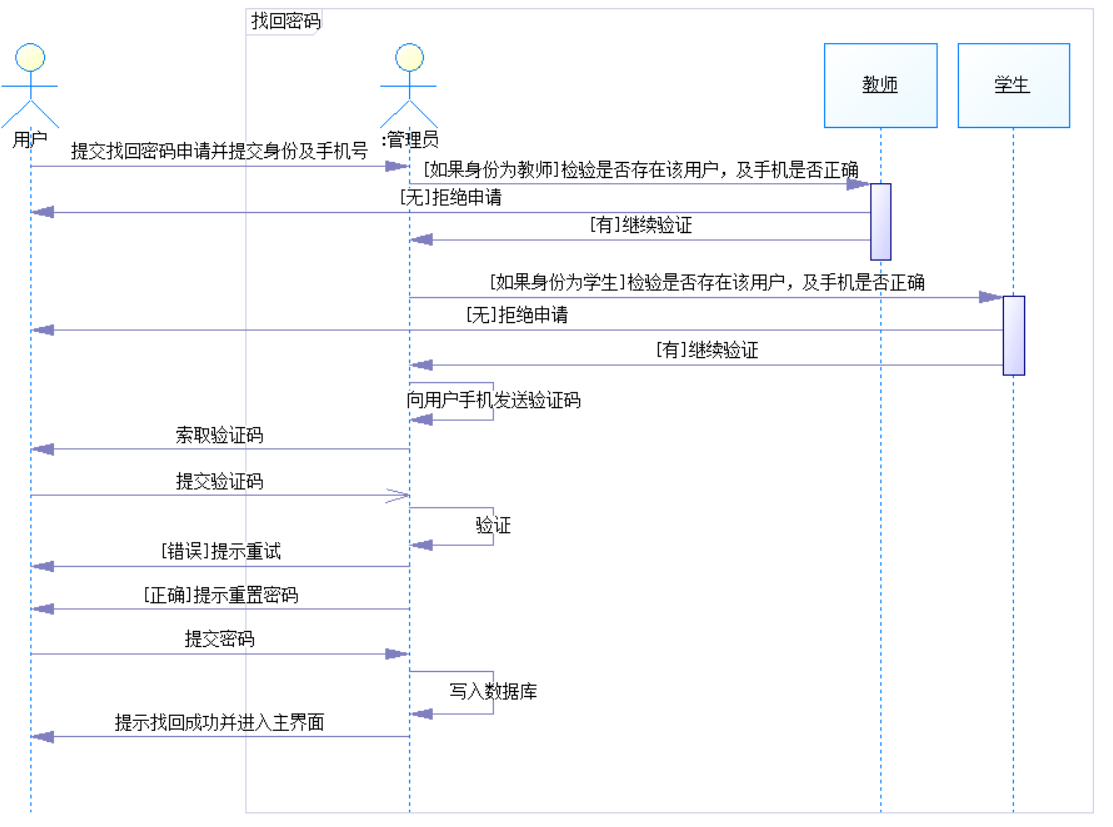 找回密码
教师
学生
用户
:管理员
提交找回密码申请并提交身份及手机号
[如果身份为教师]检验是否存在该用户，及手机是否正确
[无]拒绝申请
[有]继续验证
[如果身份为学生]检验是否存在该用户，及手机是否正确
[无]拒绝申请
[有]继续验证
向用户手机发送验证码
索取验证码
提交验证码
验证
[错误]提示重试
[正确]提示重置密码
提交密码
写入数据库
提示找回成功并进入主界面